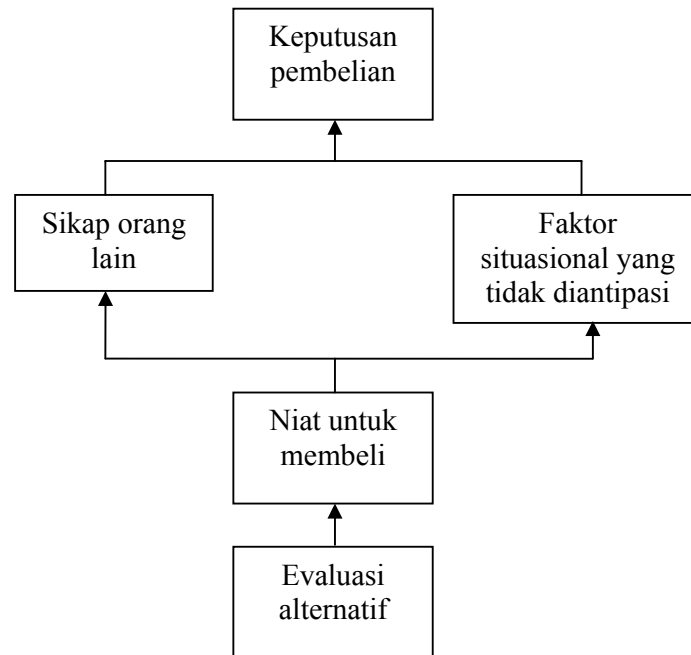 Keputusan
pembelian
Sikap orang
lain
Faktor
situasional yang
tidak diantipasi
Niat untuk
membeli
Evaluasi
alternatif